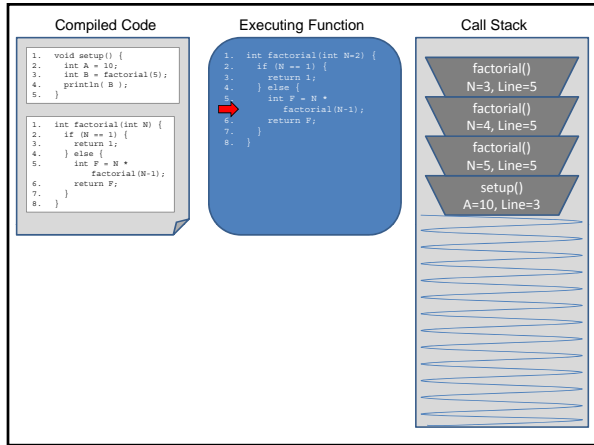 Compiled Code
1. void setup() {
2. int A = 10;
3. int B = factorial(5);
4. println( B );
5. }
1. int factorial(int N) {
2. if (N == 1) {
3. return 1;
4. } else {
5. int F = N *
factorial(N-1);
6. return F;
7. }
8. }
Executing Function
1. int factorial(int N=2) {
2. if (N == 1) {
3. return 1;
4. } else {
5. int F = N *
factorial(N-1);
6. return F;
7. }
8. }
Call Stack
factorial()
N=3, Line=5
factorial()
N=4, Line=5
factorial()
N=5, Line=5
setup()
A=10, Line=3